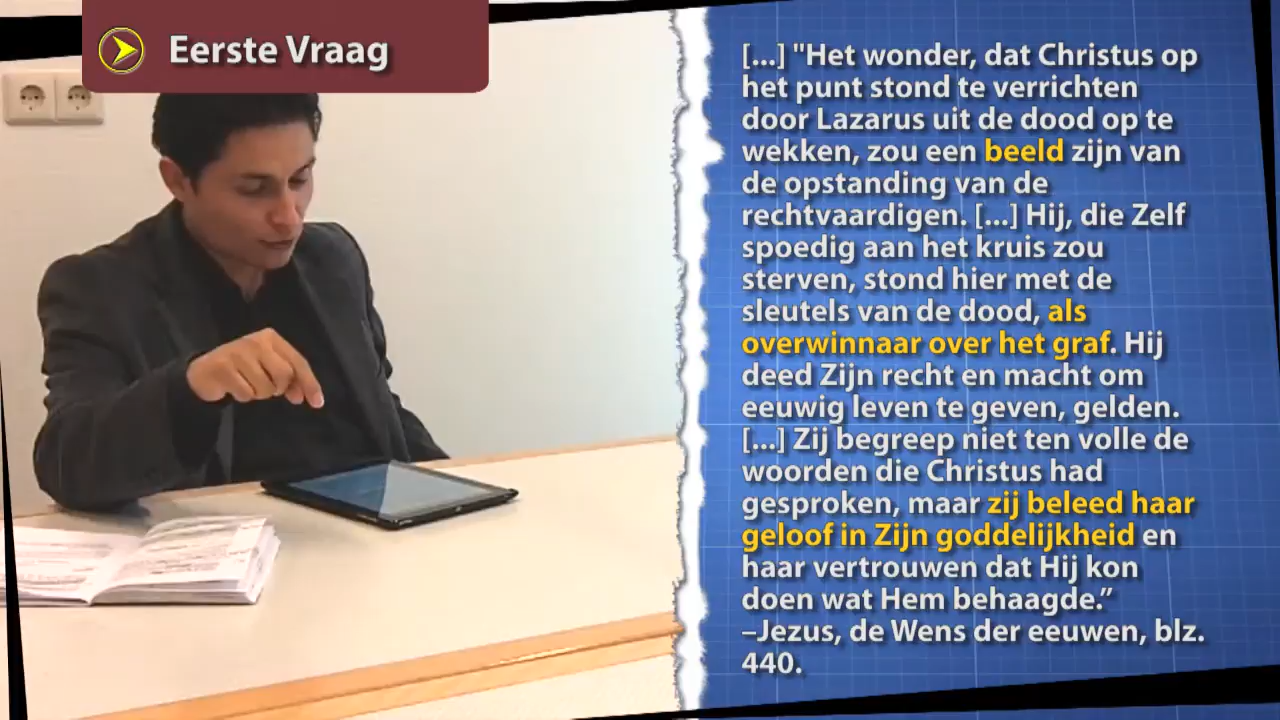 Eerste Vraag
[...] "Het wonder, dat Christus op
het punt stond te verrichten
door Lazarus uit de dood op te
wekken, zou een beeld zijn van
de opstanding van de
rechtvaardigen. [...] Hij, die Zelf
spoedig aan het kruis zou
sterven, stond hier met de
sleutels van de dood, als
overwinnaar over het graf. Hij
deed Zijn recht en macht om
eeuwig leven te geven, gelden.
[...] Zij begreep niet ten volle de
woorden die Christus had
gesproken, maar zij beleed haar
geloof in Zijn goddelijkheid en
haar vertrouwen dat Hij kon
doen wat Hem behaagde.”
–Jezus, de Wens der eeuwen, blz.
440.